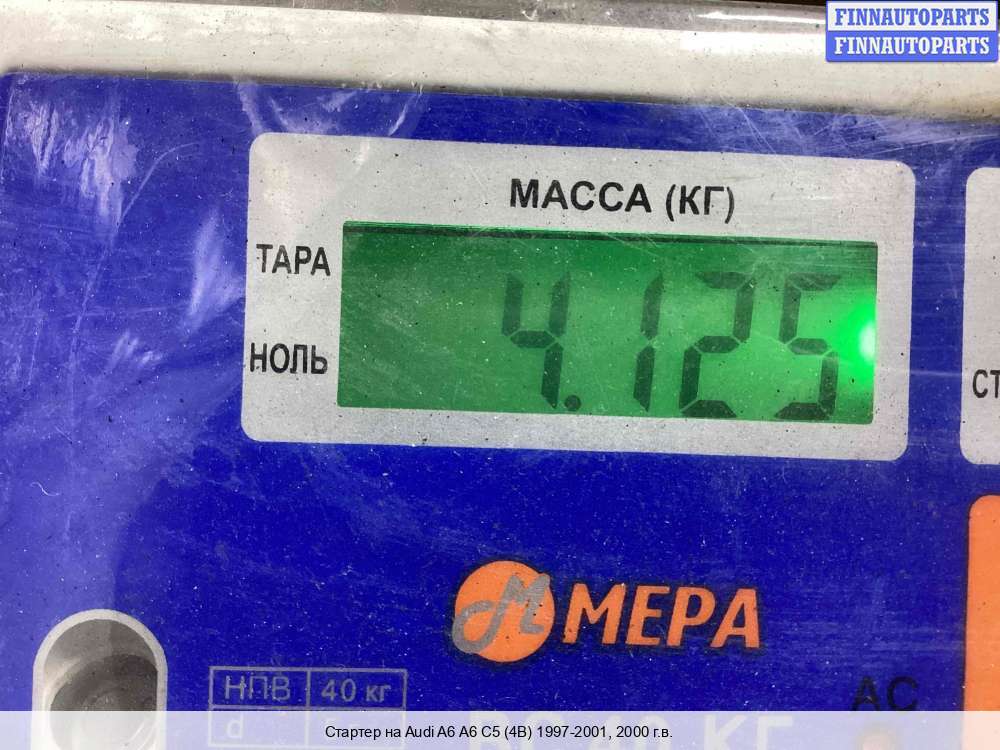 FINNAUTOPARTS
FINNAUTOPARTS
МАССА (КГ)
ТАРА
4.125
НОЛЬ
СТ
МЕРА
НПВ 40 кг
d
AC
Стартер на Audi A6 A6 C5 (4B) 1997-2001, 2000 г.в.